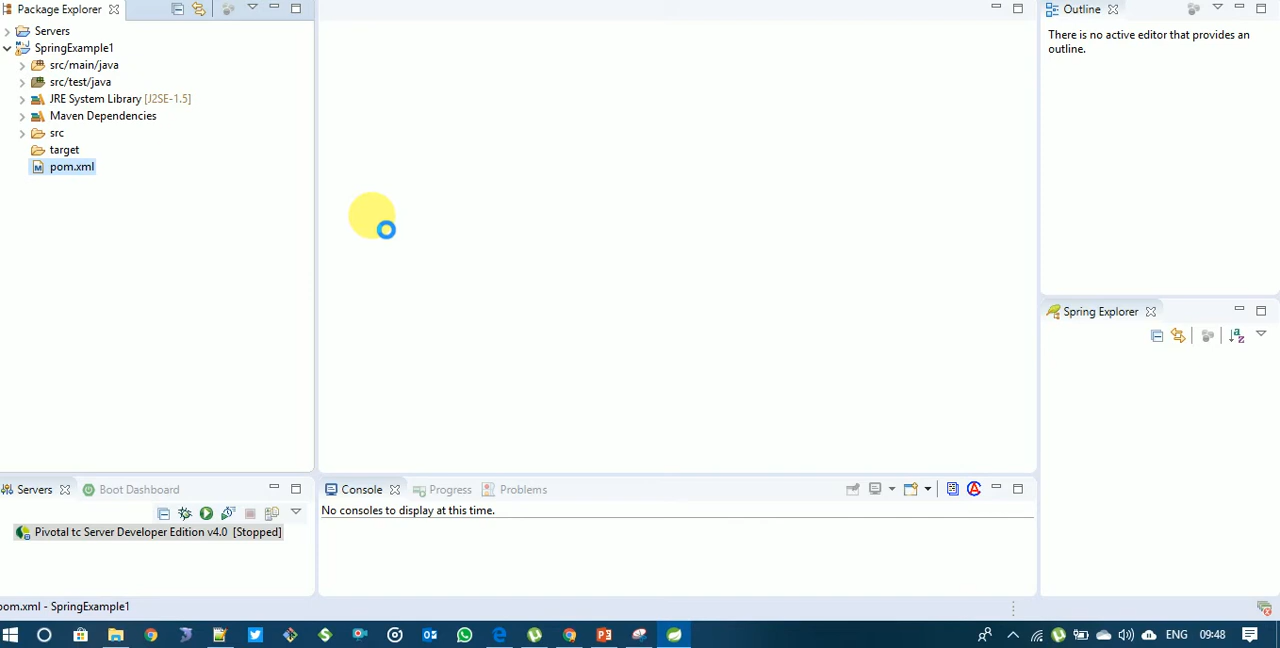 Package Explorer
Servers
SpringExample1
src/main/java
src/test/java
JRE System Library [J2SE-1.5]
Maven Dependencies
src
target
pom.xml
Outline
There is no active editor that provides an
outline.
Spring Explorer
Servers
Boot Dashboard
Pivotal tc Server Developer Edition v4.0 [Stopped]
Console
Progress
Problems
No consoles to display at this time.
pom.xml - SpringExample1
ENG
09:48